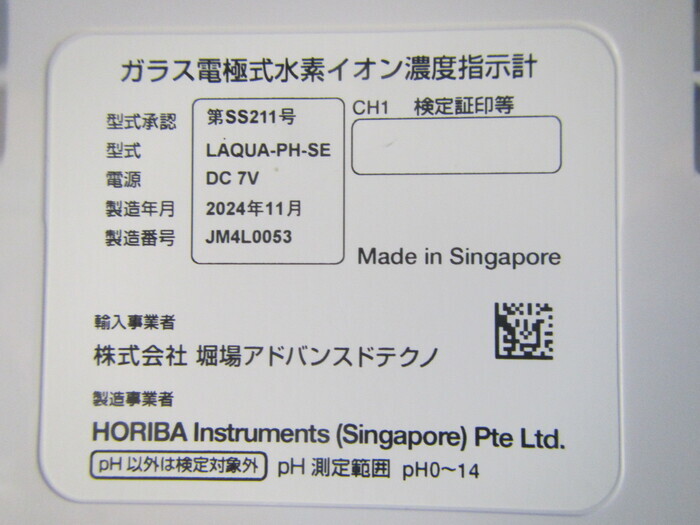 ガラス電極式水素イオン濃度指示計
型式承認 第SS211号
CH1 検定証印等
型式 LAQUA-PH-SE
電源 DC 7V
製造年月 2024年11月
製造番号 JM4L0053
Made in Singapore
輸入事業者
株式会社 堀場アドバンスドテクノ
製造事業者
HORIBA Instruments (Singapore) Pte Ltd.
pH以外は検定対象外 pH 測定範囲 pH0~14